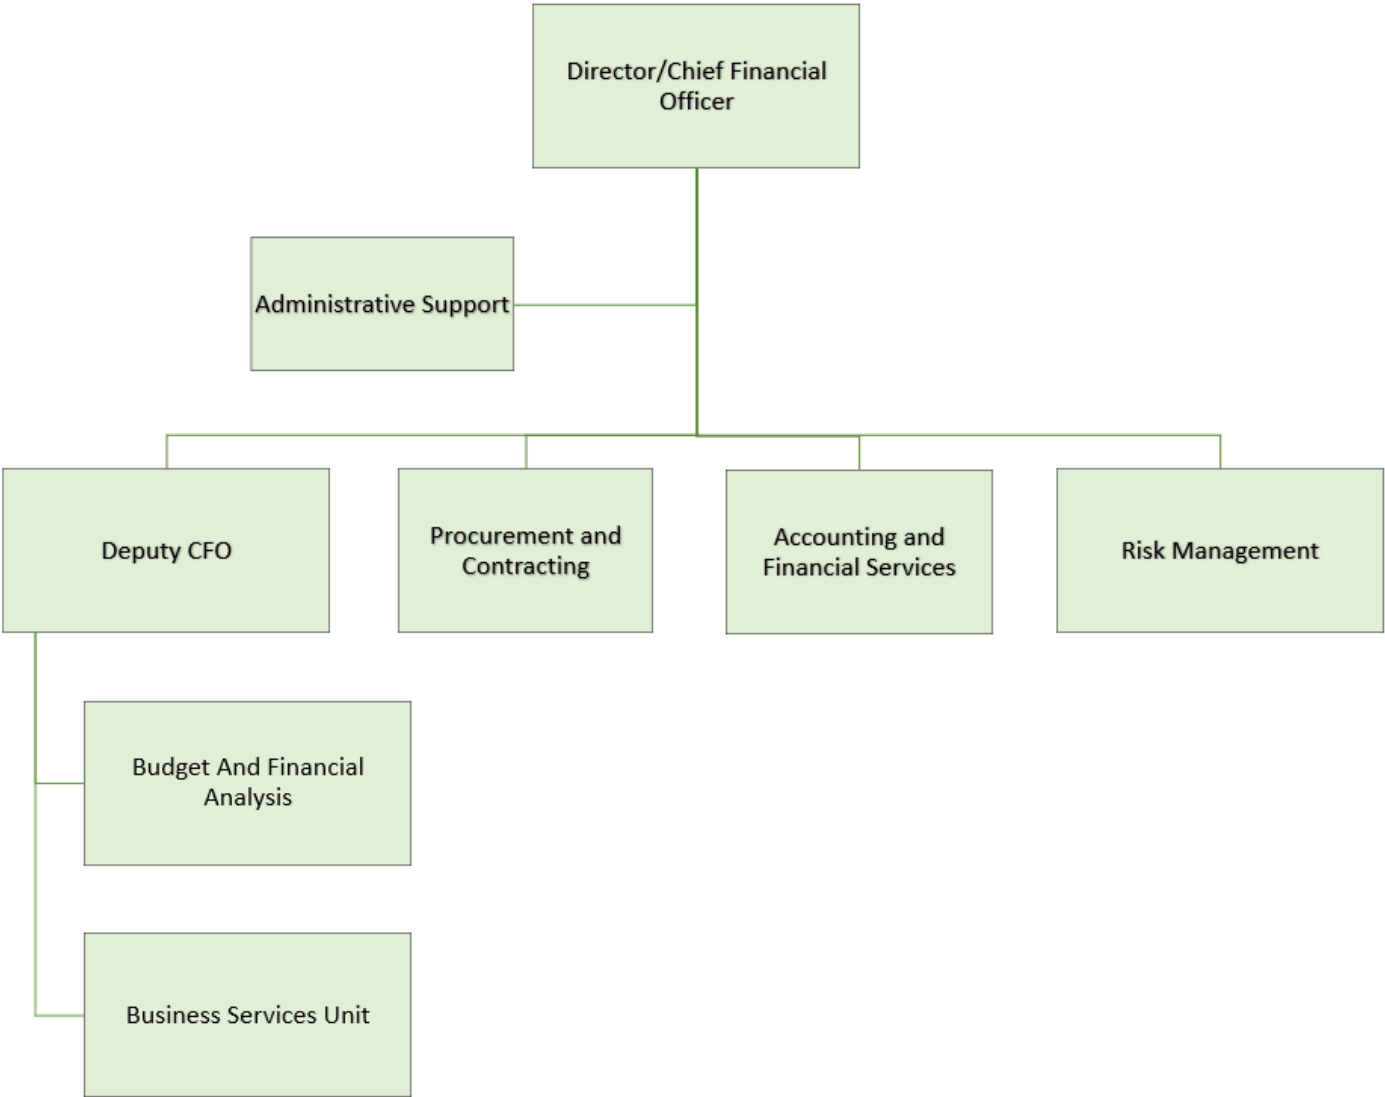 Director/Chief Financial
Officer
Administrative Support
Deputy CFO
Procurement and
Contracting
Accounting and
Financial Services
Risk Management
Budget And Financial
Analysis
Business Services Unit